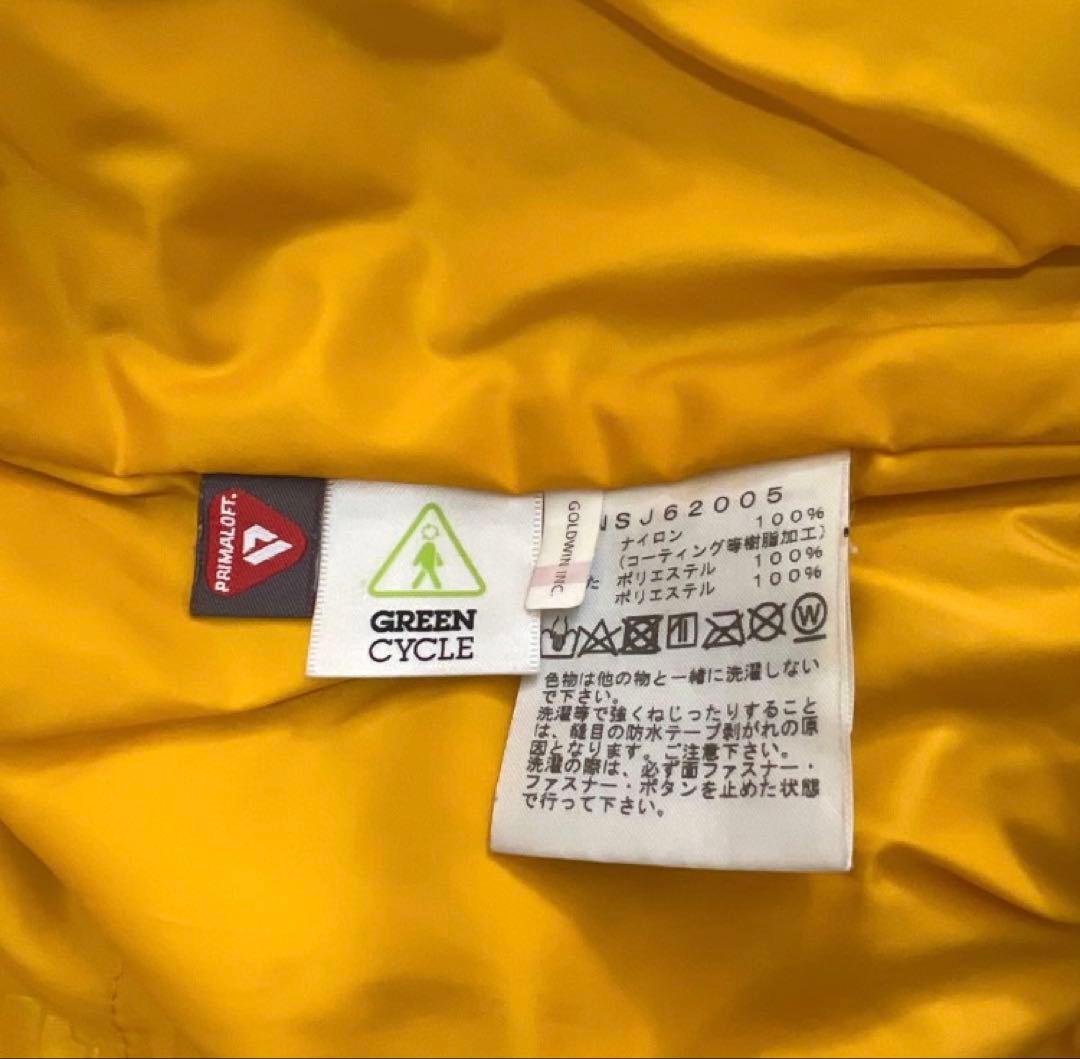 PRIMALOFT.
GREEN
CYCLE
GOLDWIN INC.
NSJ62005
ナイロン 100%
(コーティング等樹脂加工)
ポリエステル 100%
た ポリエステル 100%
W
色物は他の物と一緒に洗濯しない
で下さい。
洗濯等で強くねじったりすること
は、縫目の防水テープ剥がれの原
因となります。ご注意下さい。
洗濯の際は、必ず面ファスナー・
ファスナー・ボタンを止めた状態
で行って下さい。